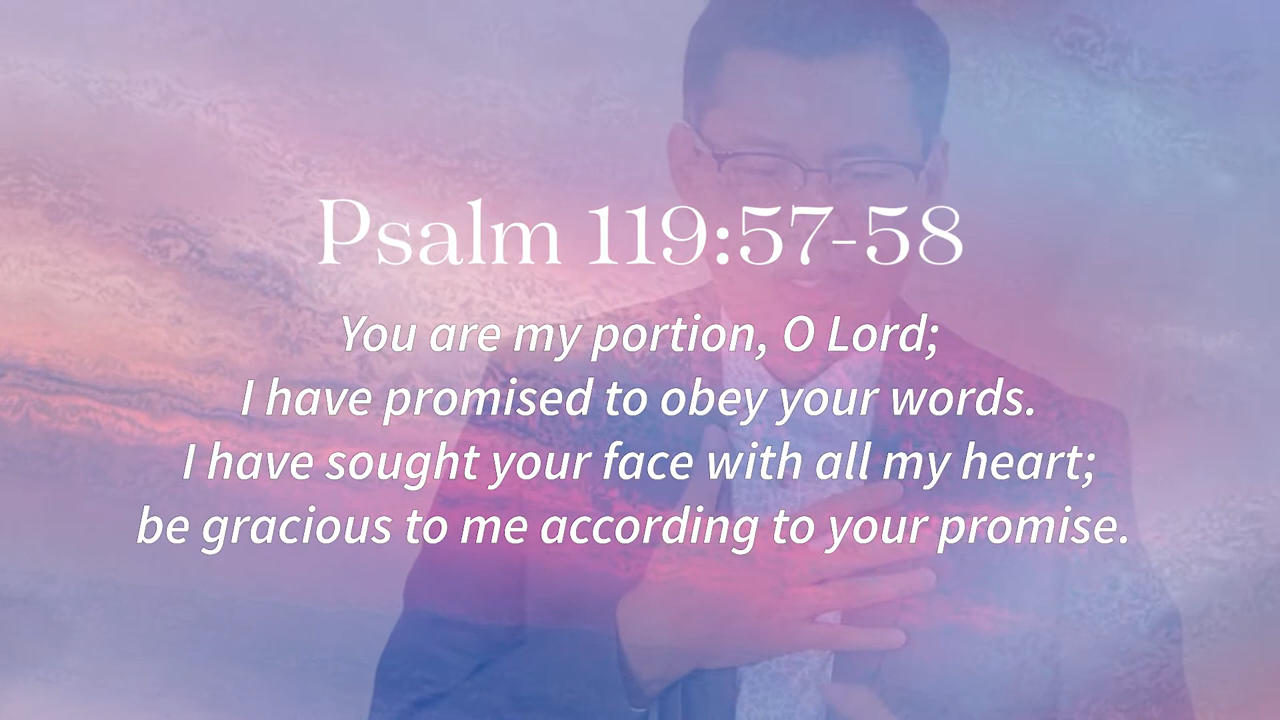 Psalm 119:57-58
You are my portion, O Lord;
I have promised to obey your words.
I have sought your face with all my heart;
be gracious to me according to your promise.